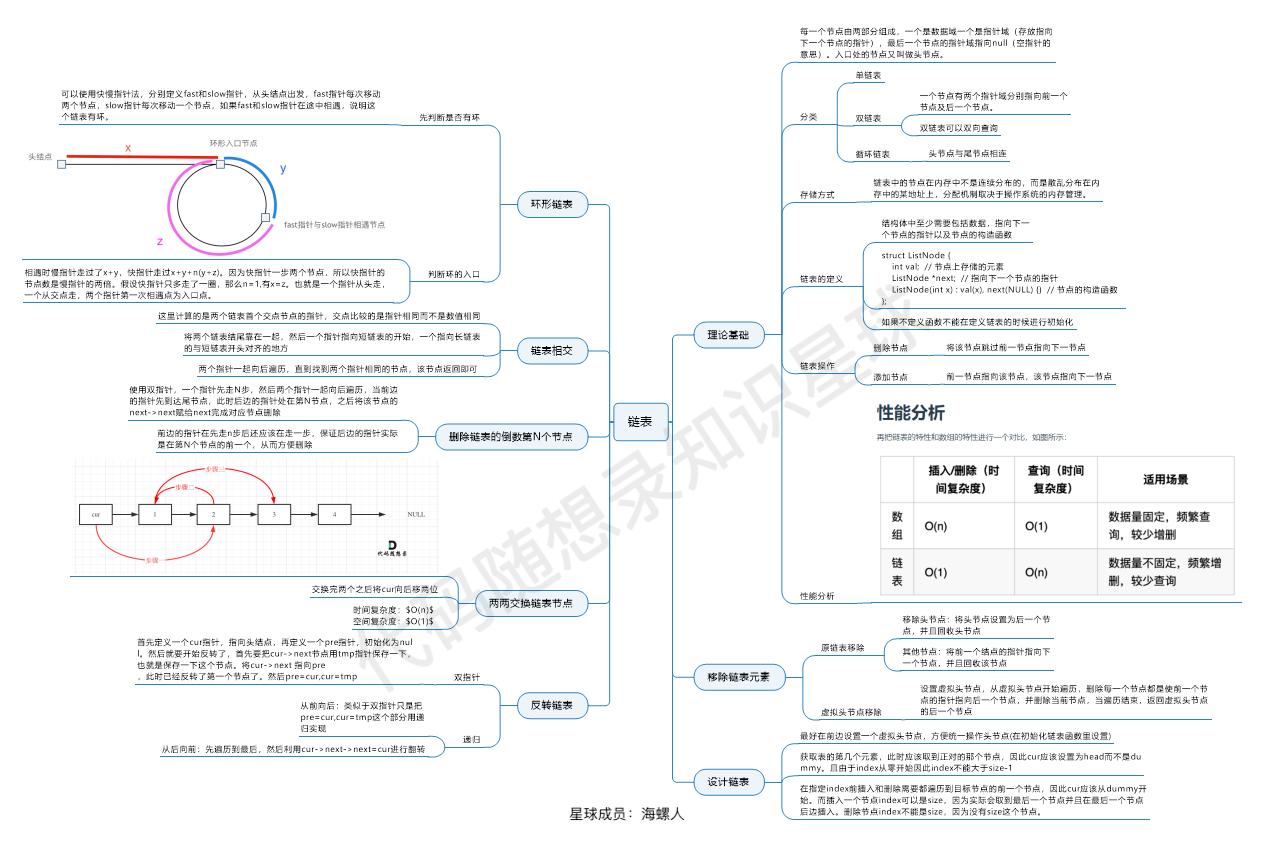 链表
理论基础
每一个节点由两部分组成，一个是数据域一个是指针域（存放指向
下一个节点的指针），最后一个节点的指针域指向null（空指针的
意思）。入口处的节点又叫做头节点。
分类
单链表
双链表
一个节点有两个指针域分别指向前一个
节点及后一个节点。
双链表可以双向查询
循环链表
头节点与尾节点相连
存储方式
链表中的节点在内存中不是连续分布的，而是散乱分布在内
存中的某地址上，分配机制取决于操作系统的内存管理。
链表的定义
结构体中至少需要包括数据，指向下一
个节点的指针以及节点的构造函数
struct ListNode {
int val; // 节点上存储的元素
ListNode *next; // 指向下一个节点的指针
ListNode(int x) : val(x), next(NULL) {} // 节点的构造函数
};
如果不定义函数不能在定义链表的时候进行初始化
链表操作
删除节点
将该节点跳过前一节点指向下一节点
添加节点
前一节点指向该节点，该节点指向下一节点
性能分析
性能分析
再把链表的特性和数组的特性进行一个对比，如图所示：
插入/删除（时
间复杂度）
查询（时间
复杂度）
适用场景
数
组
O(n)
O(1)
数据量固定，频繁查
询，较少增删
链
表
O(1)
O(n)
数据量不固定，频繁增
删，较少查询
移除链表元素
原链表移除
移除头节点：将头节点设置为后一个节
点，并且回收头节点
其他节点：将前一个结点的指针指向下
一个节点，并且回收该节点
虚拟头节点移除
设置虚拟头节点，从虚拟头节点开始遍历，删除每一个节点都是使前一个节
点的指针指向后一个节点，并删除当前节点，当遍历结束，返回虚拟头节点
的后一个节点
设计链表
最好在前边设置一个虚拟头节点，方便统一操作头节点(在初始化链表函数里设置)
获取表的第几个元素，此时应该取到正对的那个节点，因此cur应该设置为head而不是du
mmy。且由于index从零开始因此index不能大于size-1
在指定index前插入和删除需要都遍历到目标节点的前一个节点，因此cur应该从dummy开
始。而插入一个节点index可以是size，因为实际会取到最后一个节点并且在最后一个节点
后边插入。删除节点index不能是size，因为没有size这个节点。
环形链表
先判断是否有环
可以使用快慢指针法，分别定义fast和slow指针，从头结点出发，fast指针每次移动
两个节点，slow指针每次移动一个节点，如果fast和slow指针在途中相遇，说明这
个链表有环。
头结点
x
环形入口节点
y
z
fast指针与slow指针相遇节点
判断环的入口
相遇时慢指针走过了x+y，快指针走过x+y+n(y+z)。因为快指针一步两个节点，所以快指针的
节点数是慢指针的两倍。假设快指针只多走了一圈，那么n=1,有x=z。也就是一个指针从头走，
一个从交点走，两个指针第一次相遇点为入口点。
链表相交
这里计算的是两个链表首个交点节点的指针，交点比较的是指针相同而不是数值相同
将两个链表结尾靠在一起，然后一个指针指向短链表的开始，一个指向长链表
的与短链表开头对齐的地方
两个指针一起向后遍历，直到找到两个指针相同的节点，该节点返回即可
删除链表的倒数第N个节点
使用双指针，一个指针先走N步，然后两个指针一起向后遍历，当前边
的指针先到达尾节点，此时后边的指针处在第N节点，之后将该节点的
next->next赋给next完成对应节点删除
前边的指针在先走n步后还应该在走一步，保证后边的指针实际
是在第N个节点的前一个，从而方便删除
两两交换链表节点
步骤三
步骤二
cur
1
2
3
4
NULL
步骤一
代码随想录
交换完两个之后将cur向后移两位
时间复杂度：$O(n)$
空间复杂度：$O(1)$
反转链表
双指针
首先定义一个cur指针，指向头结点，再定义一个pre指针，初始化为nul
l。然后就要开始反转了，首先要把cur->next节点用tmp指针保存一下，
也就是保存一下这个节点。将cur->next 指向pre
，此时已经反转了第一个节点了。然后pre=cur,cur=tmp
递归
从前向后：类似于双指针只是把
pre=cur,cur=tmp这个部分用递
归实现
从后向前：先遍历到最后，然后利用cur->next->next=cur进行翻转
代码随想录知识星球
星球成员：海螺人